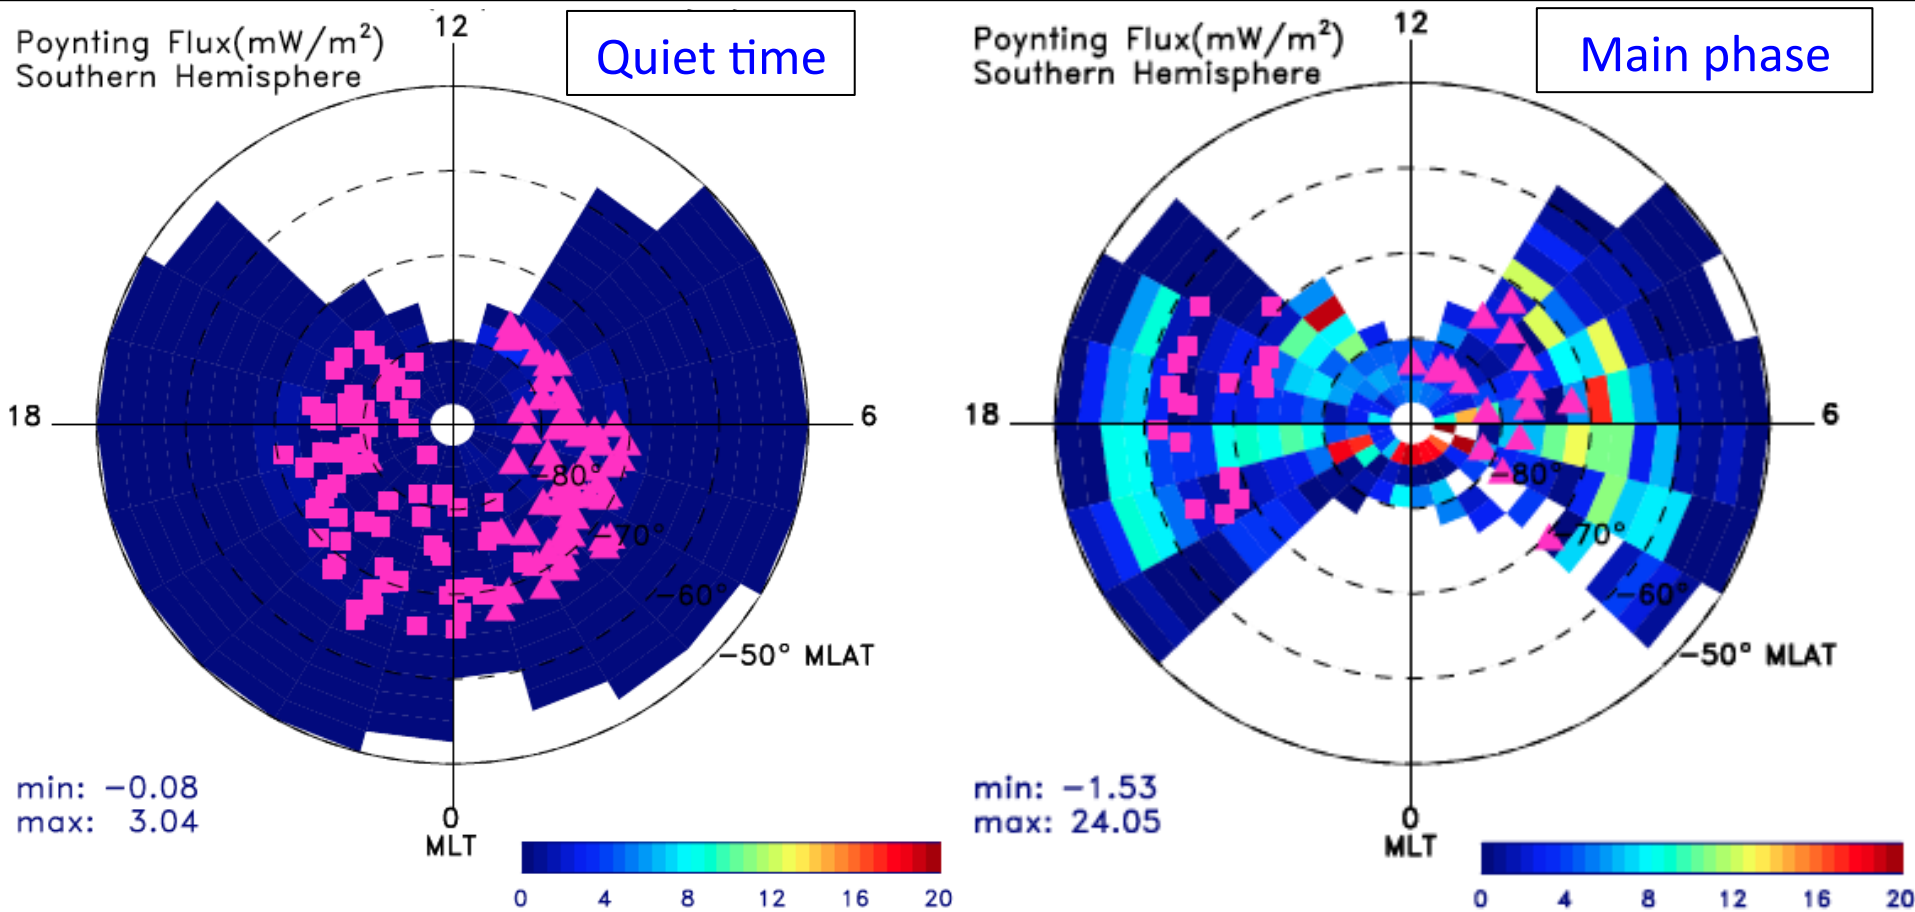 Poynting Flux(mW/m²)
Southern Hemisphere
12
Quiet time
18
6
−80°
−70°
−60°
−50° MLAT
min: −0.08
max: 3.04
0
MLT
0 4 8 12 16 20
Poynting Flux(mW/m²)
Southern Hemisphere
12
Main phase
18
6
−80°
−70°
−60°
−50° MLAT
min: −1.53
max: 24.05
0
MLT
0 4 8 12 16 20